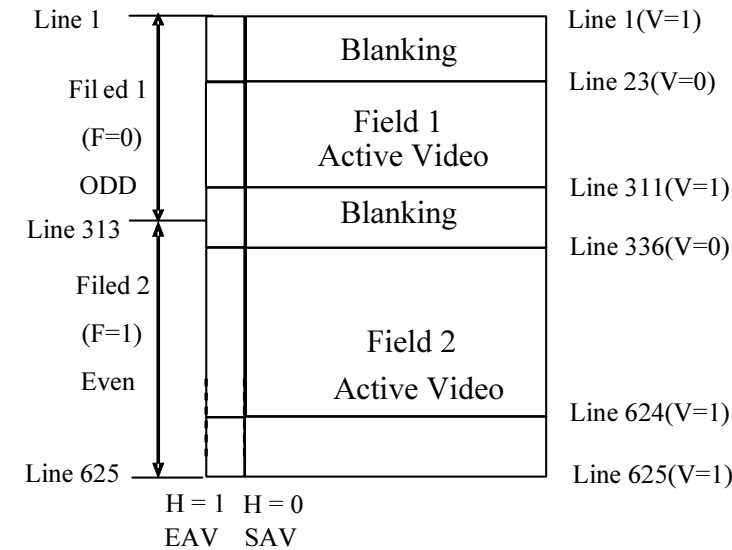 Line 1
Line 1(V=1)
Blanking
Line 23(V=0)
Fil ed 1
(F=0)
ODD
Field 1
Active Video
Line 311(V=1)
Blanking
Line 313
Line 336(V=0)
Filed 2
(F=1)
Even
Field 2
Active Video
Line 624(V=1)
Line 625
Line 625(V=1)
H = 1 H = 0
EAV SAV